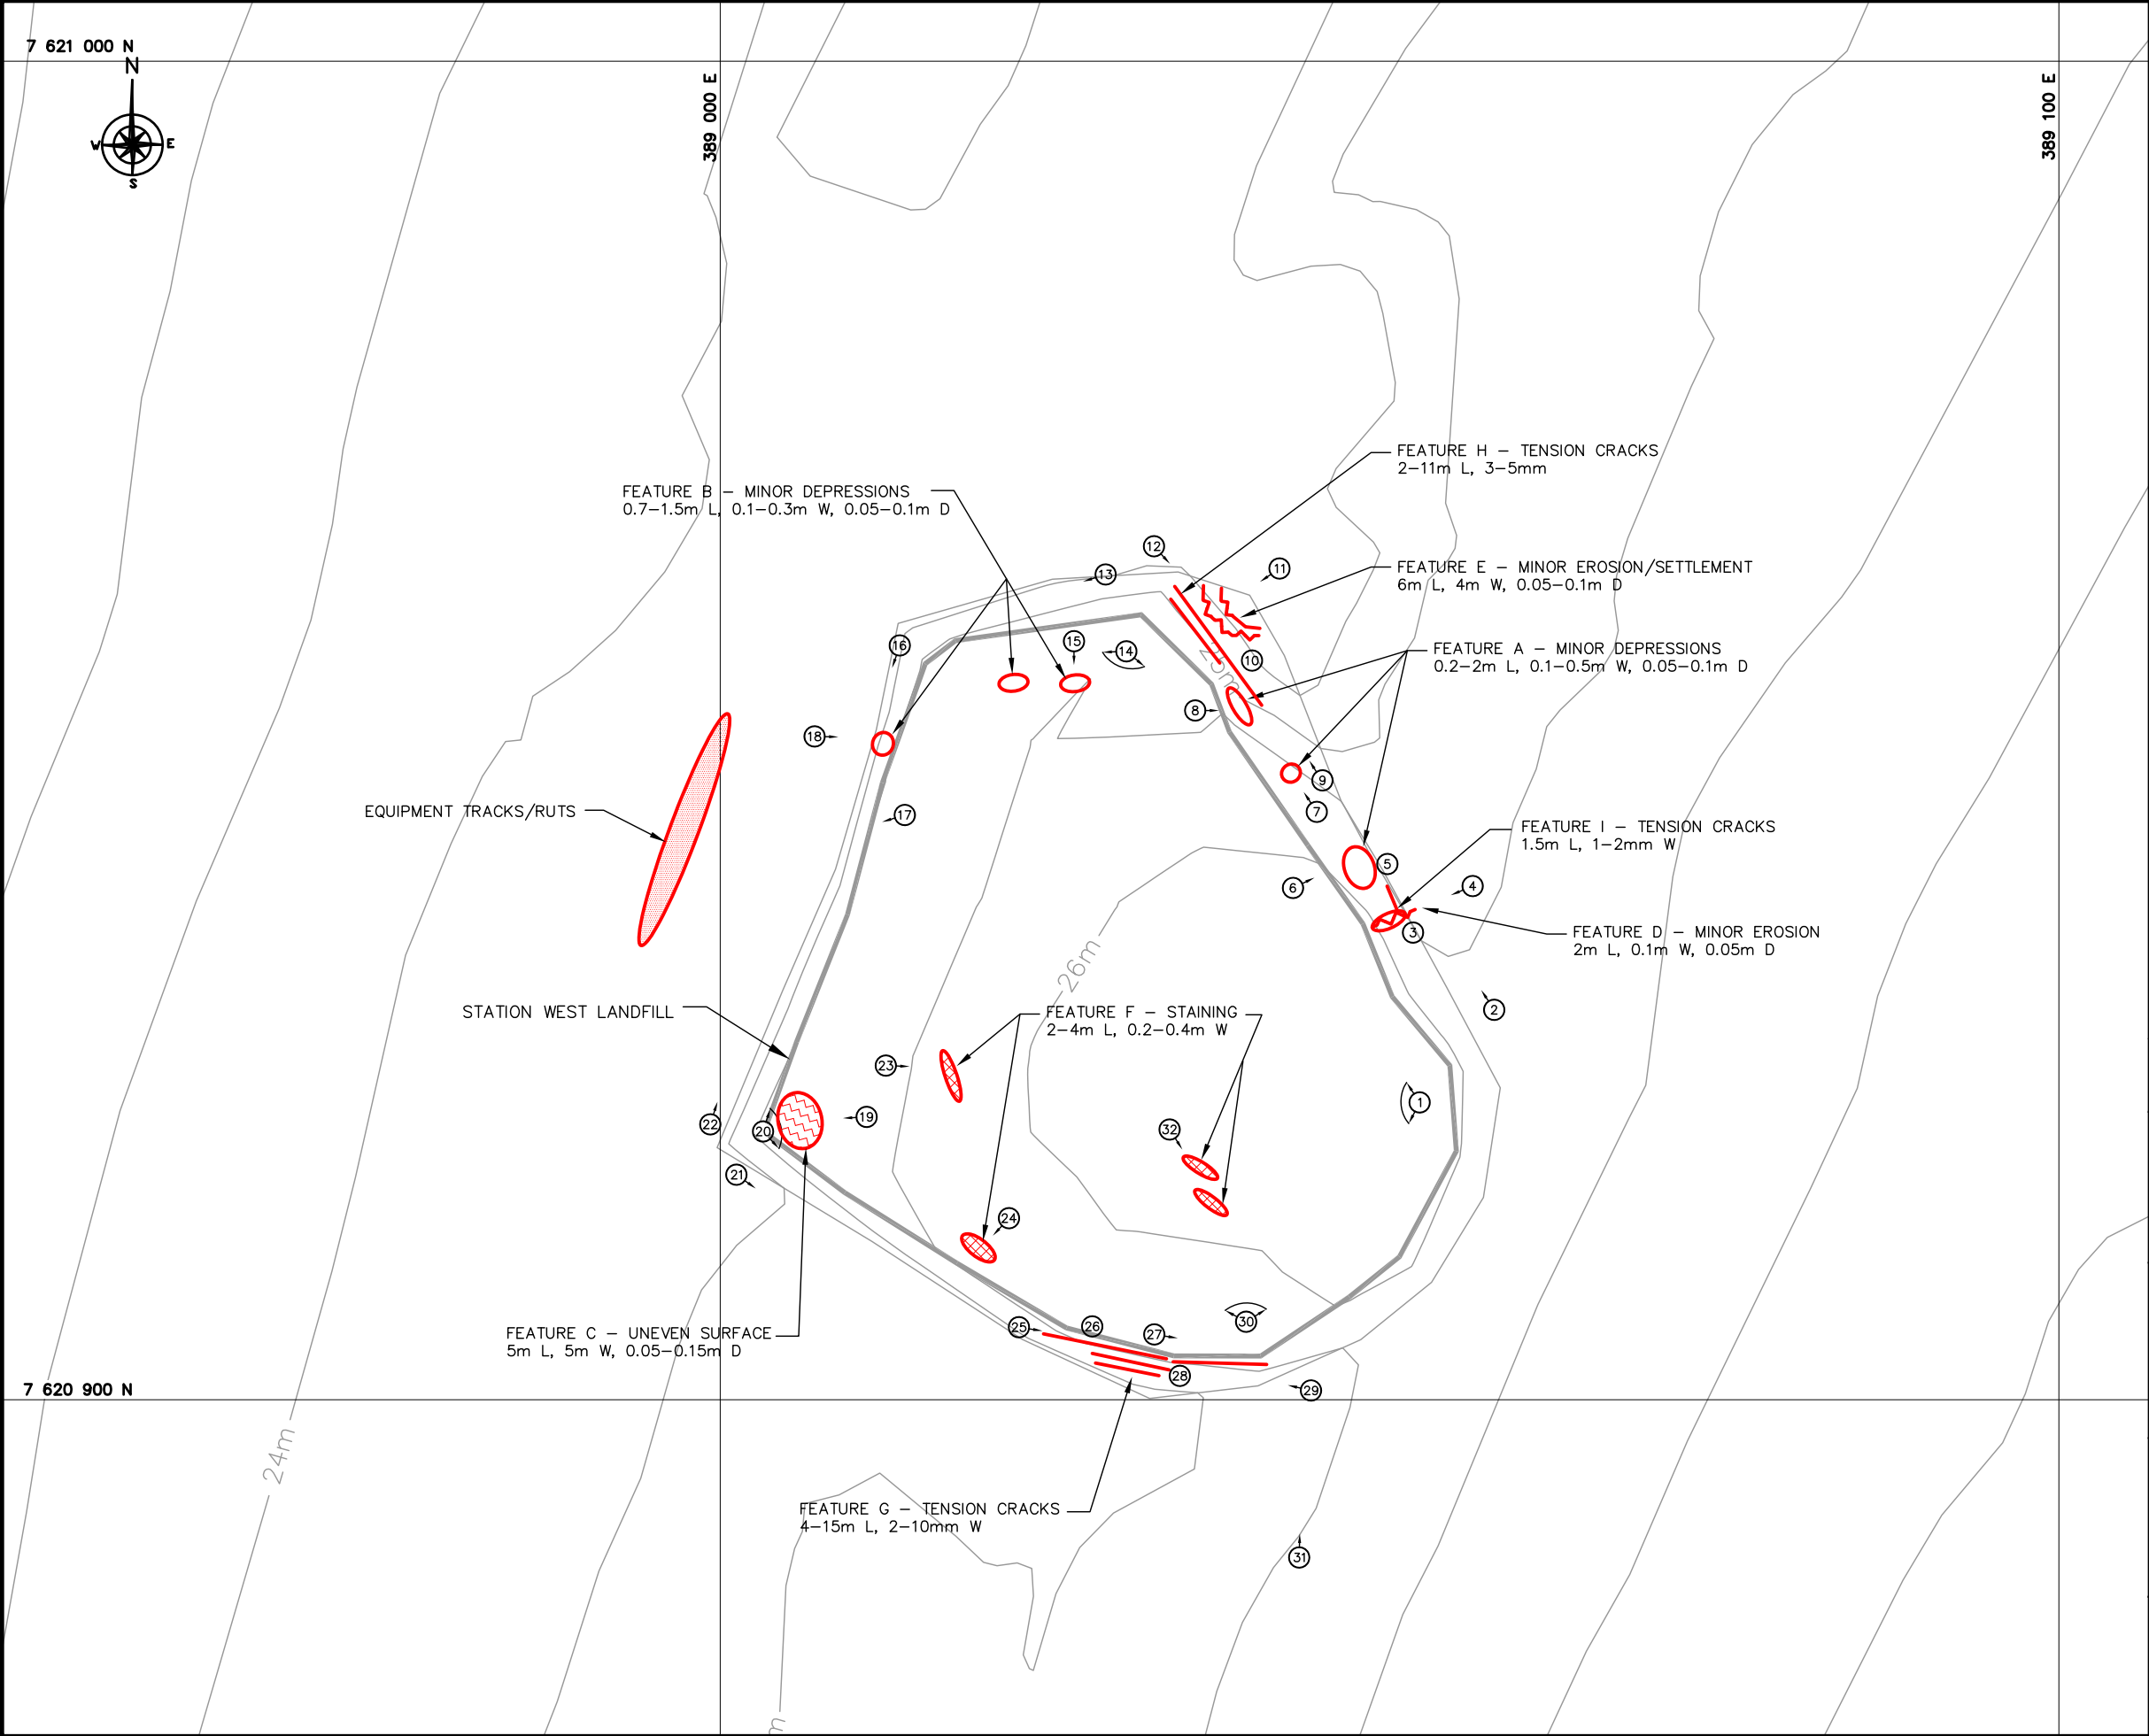 7 621 000 N
N
W
E
S
389 000 E
389 100 E
FEATURE H – TENSION CRACKS
2–11m L, 3–5mm
FEATURE B – MINOR DEPRESSIONS
0.7–1.5m L, 0.1–0.3m W, 0.05–0.1m D
12
11
13
FEATURE E – MINOR EROSION/SETTLEMENT
6m L, 4m W, 0.05–0.1m D
16
15
14
10
25m
FEATURE A – MINOR DEPRESSIONS
0.2–2m L, 0.1–0.5m W, 0.05–0.1m D
8
18
9
7
17
EQUIPMENT TRACKS/RUTS
FEATURE I – TENSION CRACKS
1.5m L, 1–2mm W
5
6
4
3
FEATURE D – MINOR EROSION
2m L, 0.1m W, 0.05m D
26m
2
STATION WEST LANDFILL
FEATURE F – STAINING
2–4m L, 0.2–0.4m W
23
1
22
20
19
32
21
24
30
25
26
27
FEATURE C – UNEVEN SURFACE
5m L, 5m W, 0.05–0.15m D
28
29
7 620 900 N
24m
FEATURE G – TENSION CRACKS
4–15m L, 2–10mm W
31
m